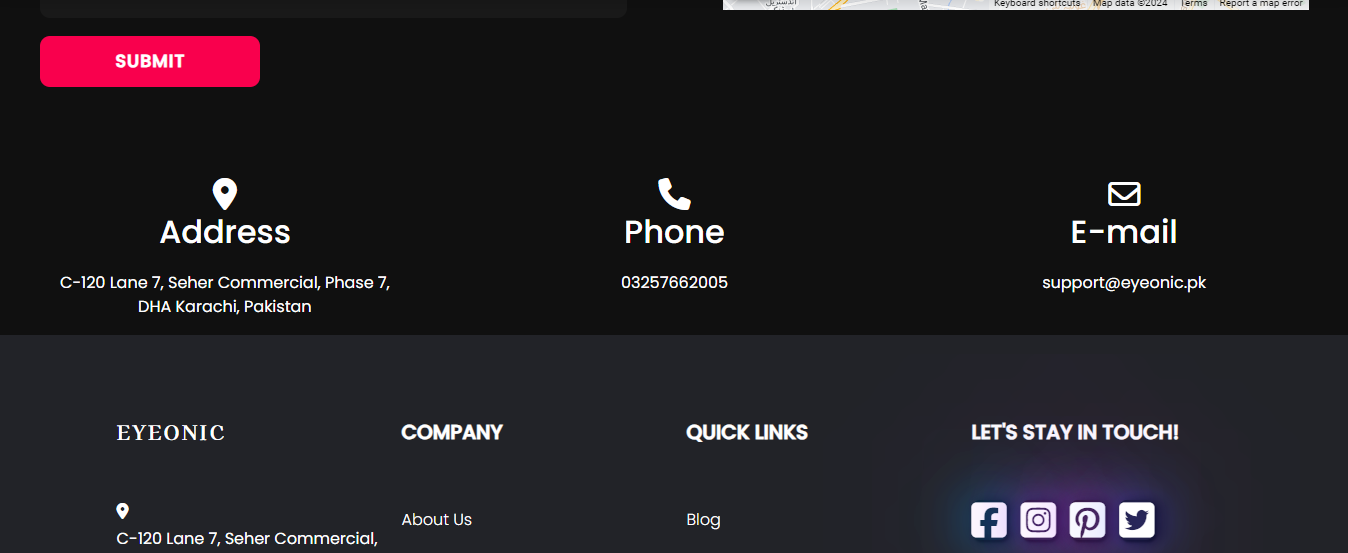 Keyboard shortcuts Map data ©2024 Terms Report a map error
SUBMIT
Address
C-120 Lane 7, Seher Commercial, Phase 7,
DHA Karachi, Pakistan
Phone
03257662005
E-mail
support@eyeonic.pk
EYEONIC
C-120 Lane 7, Seher Commercial,
COMPANY
About Us
QUICK LINKS
Blog
LET'S STAY IN TOUCH!